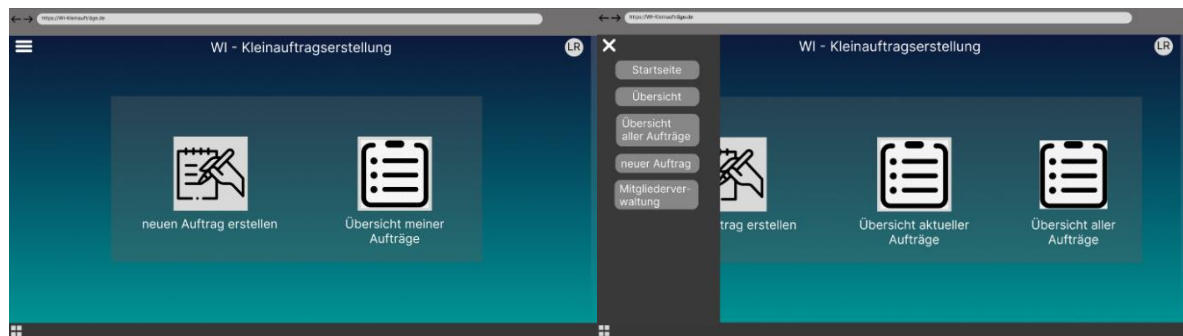 https://WI-Kleinaufträge.de
WI - Kleinauftragserstellung
LR
neuen Auftrag erstellen
Übersicht meiner
Aufträge
https://WI-Kleinaufträge.de
WI - Kleinauftragserstellung
LR
Startseite
Übersicht
Übersicht
aller Aufträge
neuer Auftrag
Mitgliederver-
waltung
trag erstellen
Übersicht aktueller
Aufträge
Übersicht aller
Aufträge